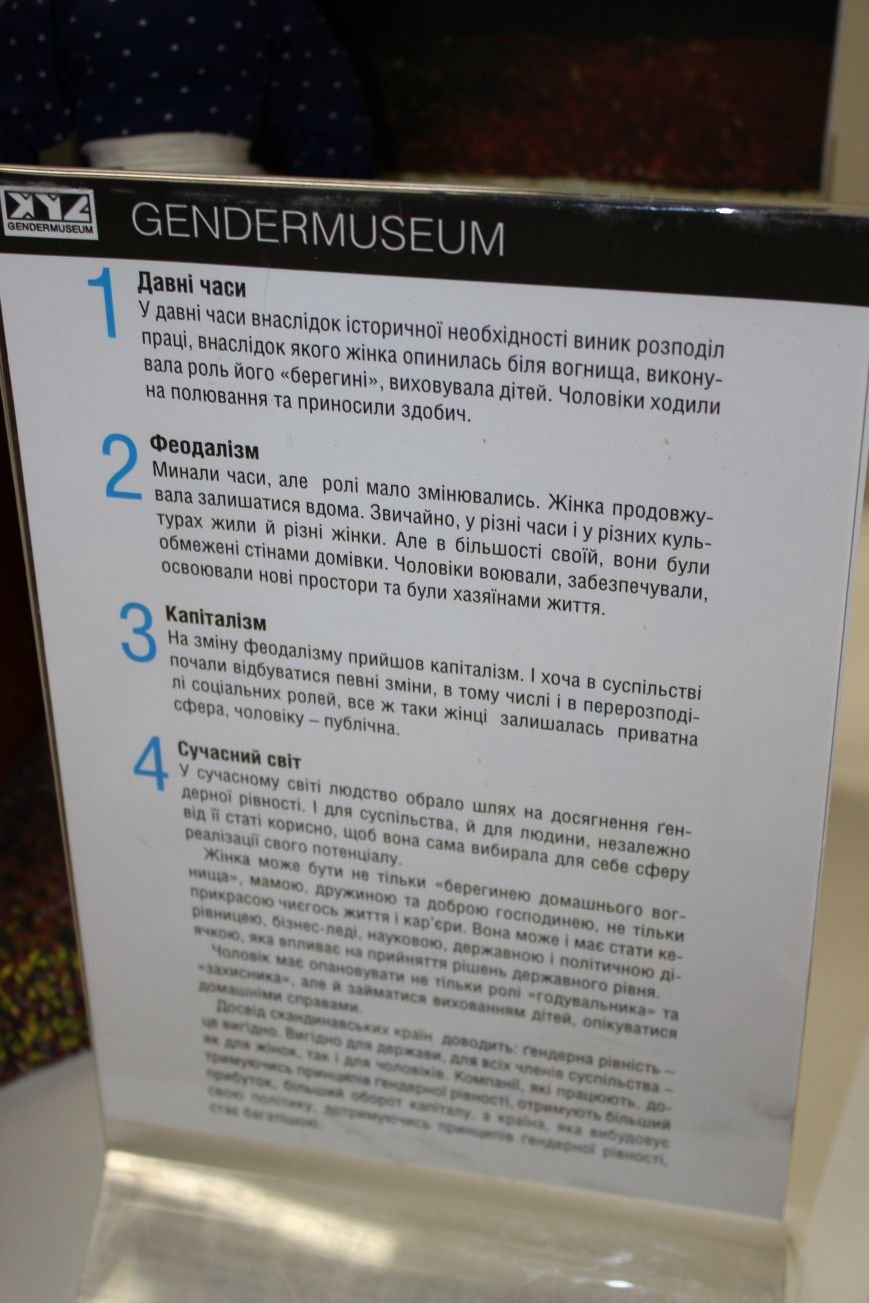 XYZ
GENDERMUSEUM
GENDERMUSEUM
1 Давні часи
У давні часи внаслідок історичної необхідності виник розподіл
праці, внаслідок якого жінка опинилась біля вогнища, викону-
вала роль його «берегині», виховувала дітей. Чоловіки ходили
на полювання та приносили здобич.
2 Феодалізм
Минали часи, але ролі мало змінювались. Жінка продовжу-
вала залишатися вдома. Звичайно, у різні часи і у різних куль-
турах жили й різні жінки. Але в більшості своїй, вони були
обмежені стінами домівки. Чоловіки воювали, забезпечували,
освоювали нові простори та були хазяїнами життя.
3 Капіталізм
На зміну феодалізму прийшов капіталізм. І хоча в суспільстві
почали відбуватися певні зміни, в тому числі і в перерозподі-
лі соціальних ролей, все ж таки жінці залишалась приватна
сфера, чоловіку – публічна.
4 Сучасний світ
У сучасному світі людство обрало шлях на досягнення ґен-
дерної рівності. І для суспільства, й для людини, незалежно
від її статі корисно, щоб вона сама вибирала для себе сферу
реалізації свого потенціалу.
Жінка може бути не тільки «берегинею домашнього вог-
нища», мамою, дружиною та доброю господинею, не тільки
прикрасою чиєгось життя і кар'єри. Вона може і має стати ке-
рівницею, бізнес-леді, науковою, державною і політичною ді-
ячкою, яка впливає на прийняття рішень державного рівня.
Чоловік має опановувати не тільки ролі «годувальника» та
«захисника», але й займатися вихованням дітей, опікуватися
домашніми справами.
Досвід скандинавських країн доводить: ґендерна рівність –
це вигідно. Вигідно для держави, для всіх членів суспільства –
як для жінок, так і для чоловіків. Компанії, які працюють, до-
тримуючись принципів гендерної рівності, отримують більший
прибуток, більший оборот капіталу, а країна, яка вибудовує
свою політику, дотримуючись принципів гендерної рівності,
стає багатішою.